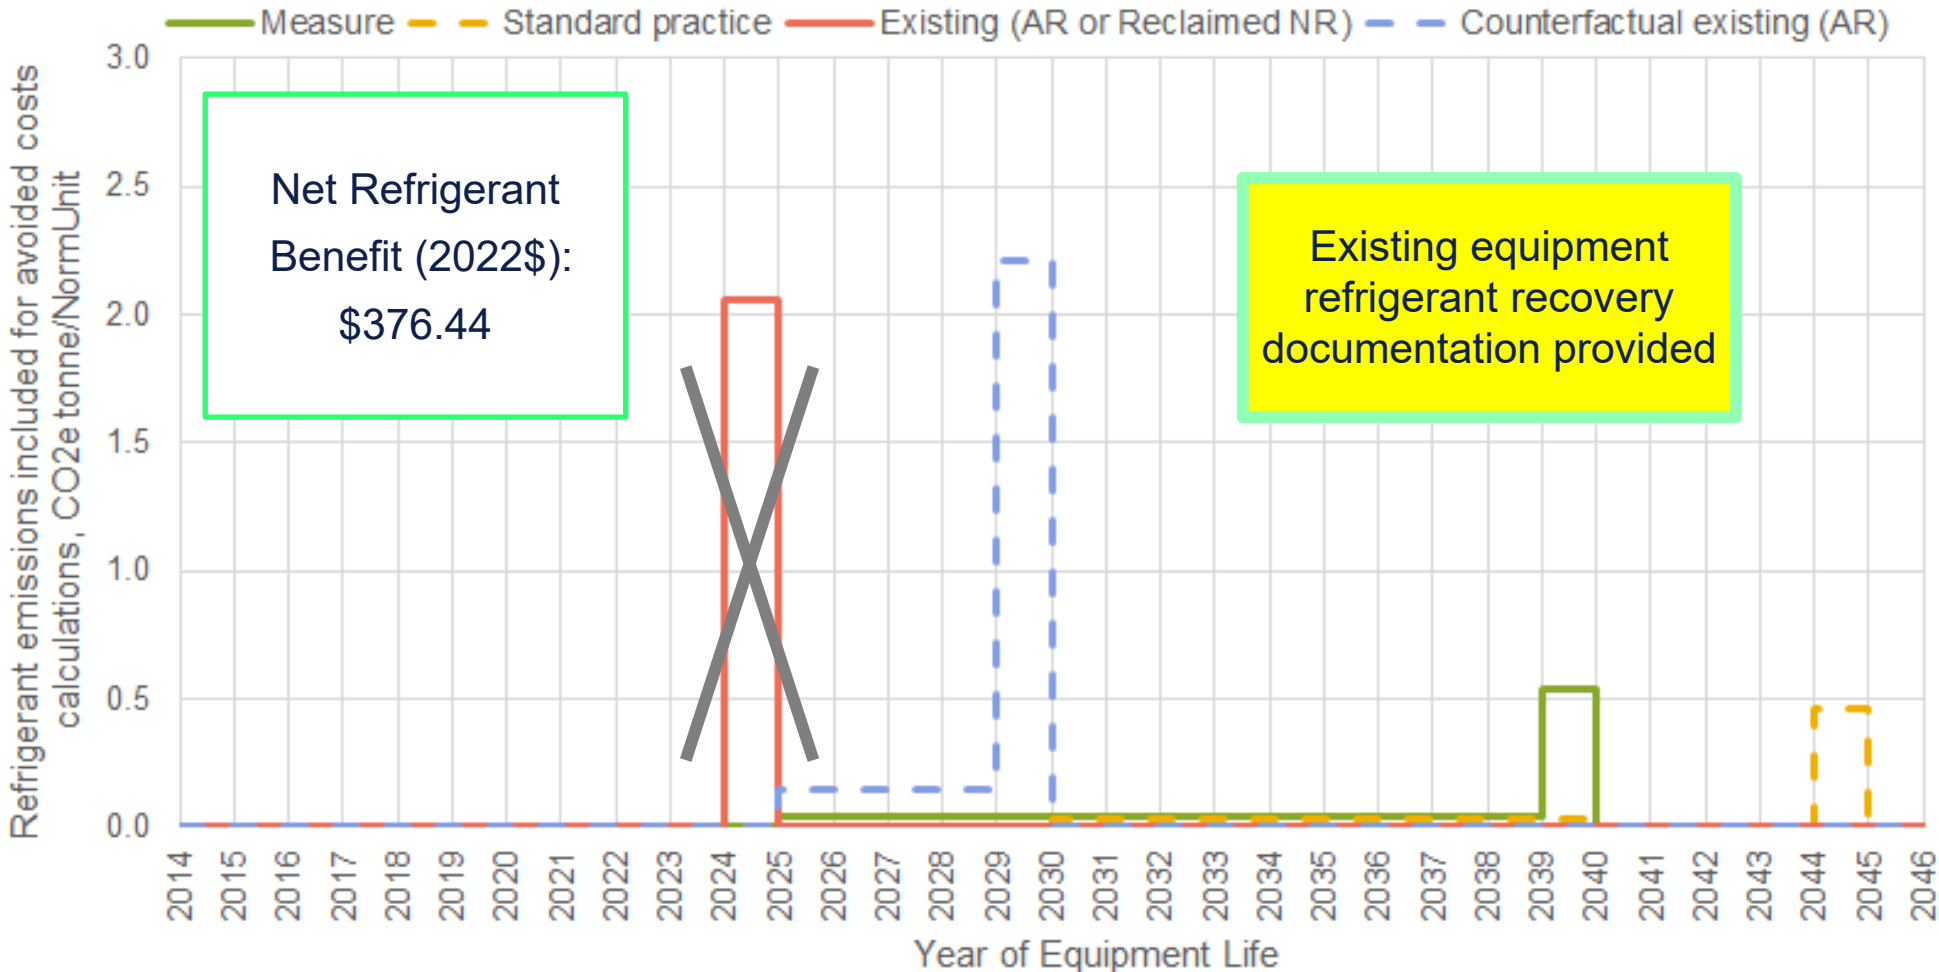 Measure Standard practice Existing (AR or Reclaimed NR) Counterfactual existing (AR)
Refrigerant emissions included for avoided costs
calculations, CO2e tonne/NormUnit
3.0
2.5
2.0
1.5
1.0
0.5
0.0
Net Refrigerant
Benefit (2022$):
$376.44
Existing equipment
refrigerant recovery
documentation provided
2014 2015 2016 2017 2018 2019 2020 2021 2022 2023 2024 2025 2026 2027 2028 2029 2030 2031 2032 2033 2034 2035 2036 2037 2038 2039 2040 2041 2042 2043 2044 2045 2046
Year of Equipment Life